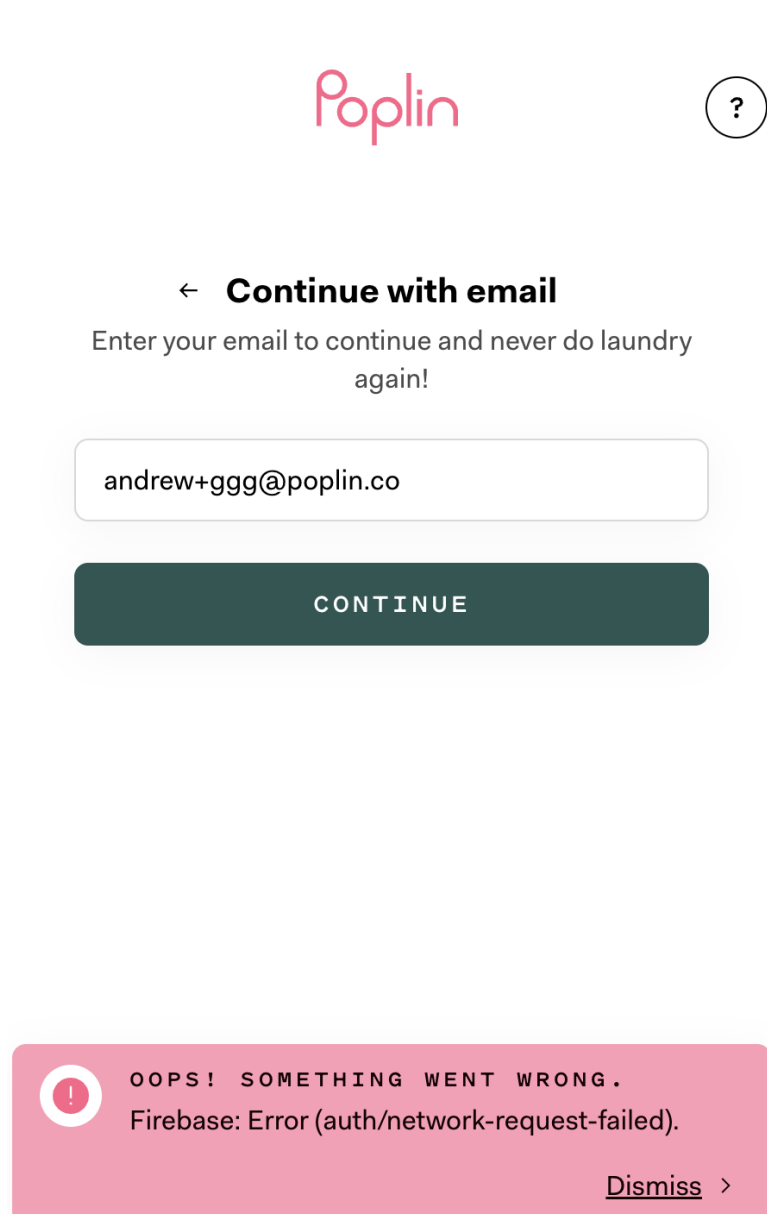 Poplin
?
← Continue with email
Enter your email to continue and never do laundry
again!
andrew+ggg@poplin.co
CONTINUE
!
OOPS! SOMETHING WENT WRONG.
Firebase: Error (auth/network-request-failed).
Dismiss >